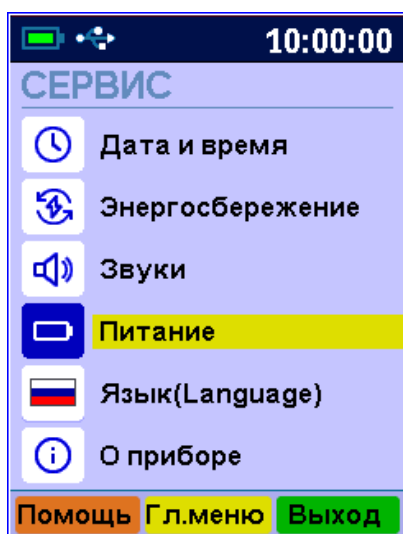 10:00:00
СЕРВИС
Дата и время
Энергосбережение
Звуки
Питание
Язык(Language)
О приборе
Помощь Гл.меню Выход